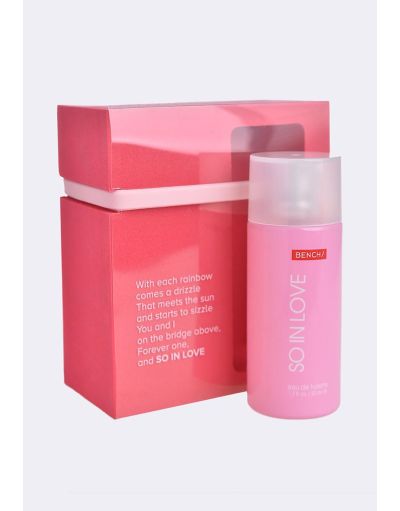 With each rainbow
comes a drizzle
That meets the sun
and starts to sizzle
You and I
on the bridge above,
Forever one,
and SO IN LOVE
BENCH/
SO IN LOVE
eau de toilette